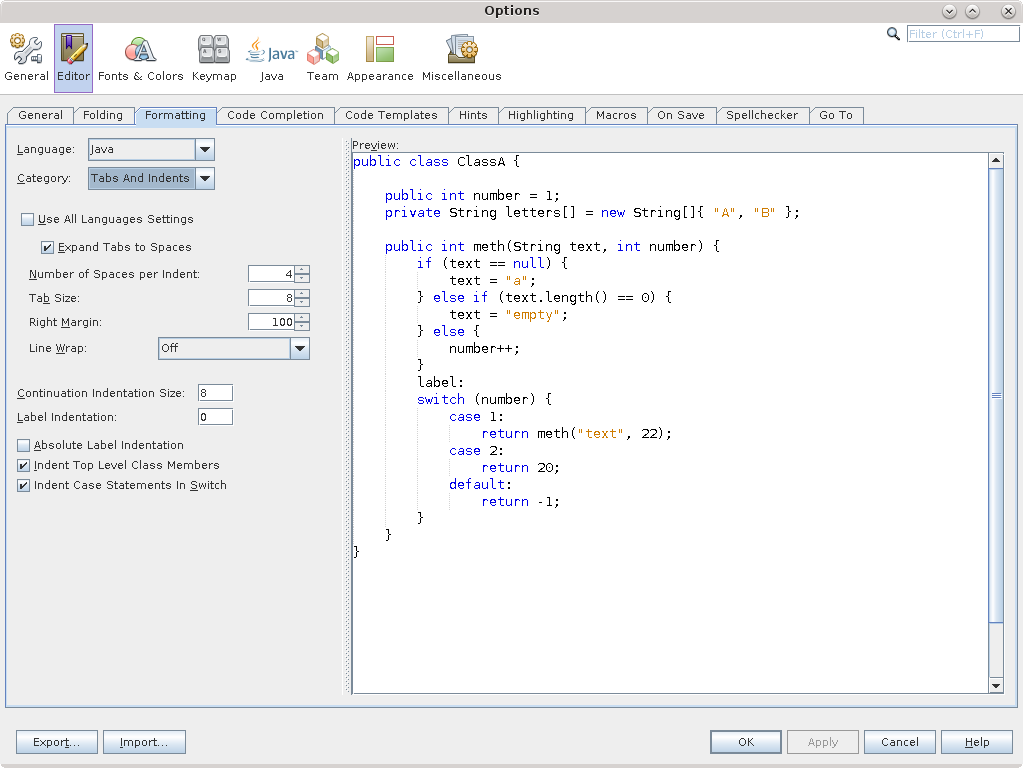 Options
Filter (Ctrl+F)
General Editor Fonts & Colors Keymap Java Java Team Appearance Miscellaneous
General Folding Formatting Code Completion Code Templates Hints Highlighting Macros On Save Spellchecker Go To
Language: Java
Category: Tabs And Indents
Use All Languages Settings
Expand Tabs to Spaces
Number of Spaces per Indent: 4
Tab Size: 8
Right Margin: 100
Line Wrap: Off
Continuation Indentation Size: 8
Label Indentation: 0
Absolute Label Indentation
Indent Top Level Class Members
Indent Case Statements In Switch
Preview:
public class ClassA {
public int number = 1;
private String letters[] = new String[]{ "A", "B" };
public int meth(String text, int number) {
if (text == null) {
text = "a";
} else if (text.length() == 0) {
text = "empty";
} else {
number++;
}
label:
switch (number) {
case 1:
return meth("text", 22);
case 2:
return 20;
default:
return -1;
}
}
}
Export... Import... OK Apply Cancel Help